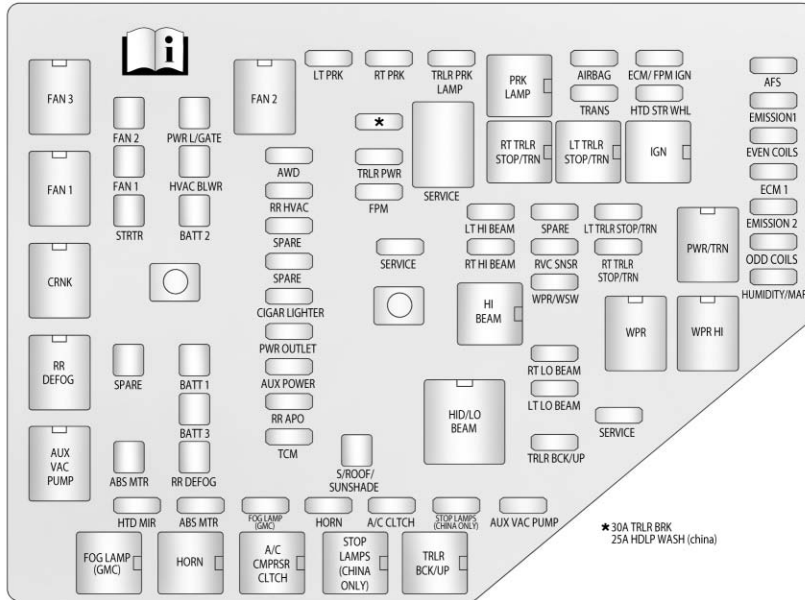 FAN 3
FAN 2
LT PRK
RT PRK
TRLR PRK
LAMP
PRK
LAMP
AIRBAG
ECM/ FPM IGN
TRANS
HTD STR WHL
AFS
EMISSION1
EVEN COILS
ECM 1
EMISSION 2
ODD COILS
HUMIDITY/MAF
FAN 2
PWR L/GATE
*
AWD
TRLR PWR
SERVICE
RT TRLR
STOP/TRN
LT TRLR
STOP/TRN
IGN
FAN 1
FAN 1
HVAC BLWR
RR HVAC
FPM
STRTR
BATT 2
SPARE
SERVICE
LT HI BEAM
SPARE
LT TRLR STOP/TRN
RT HI BEAM
RVC SNSR
RT TRLR
STOP/TRN
PWR/TRN
CRNK
SPARE
WPR/WSW
CIGAR LIGHTER
HI
BEAM
WPR
WPR HI
PWR OUTLET
RR
DEFOG
SPARE
BATT 1
AUX POWER
RT LO BEAM
LT LO BEAM
RR APO
HID/LO
BEAM
SERVICE
BATT 3
TCM
TRLR BCK/UP
AUX
VAC
PUMP
ABS MTR
RR DEFOG
S/ROOF/
SUNSHADE
HTD MIR
ABS MTR
FOG LAMP
(GMC)
HORN
A/C CLTCH
STOP LAMPS
(CHINA ONLY)
AUX VAC PUMP
FOG LAMP
(GMC)
HORN
A/C
CMPRSR
CLTCH
STOP
LAMPS
(CHINA
ONLY)
TRLR
BCK/UP
* 30A TRLR BRK
25A HDLP WASH (china)